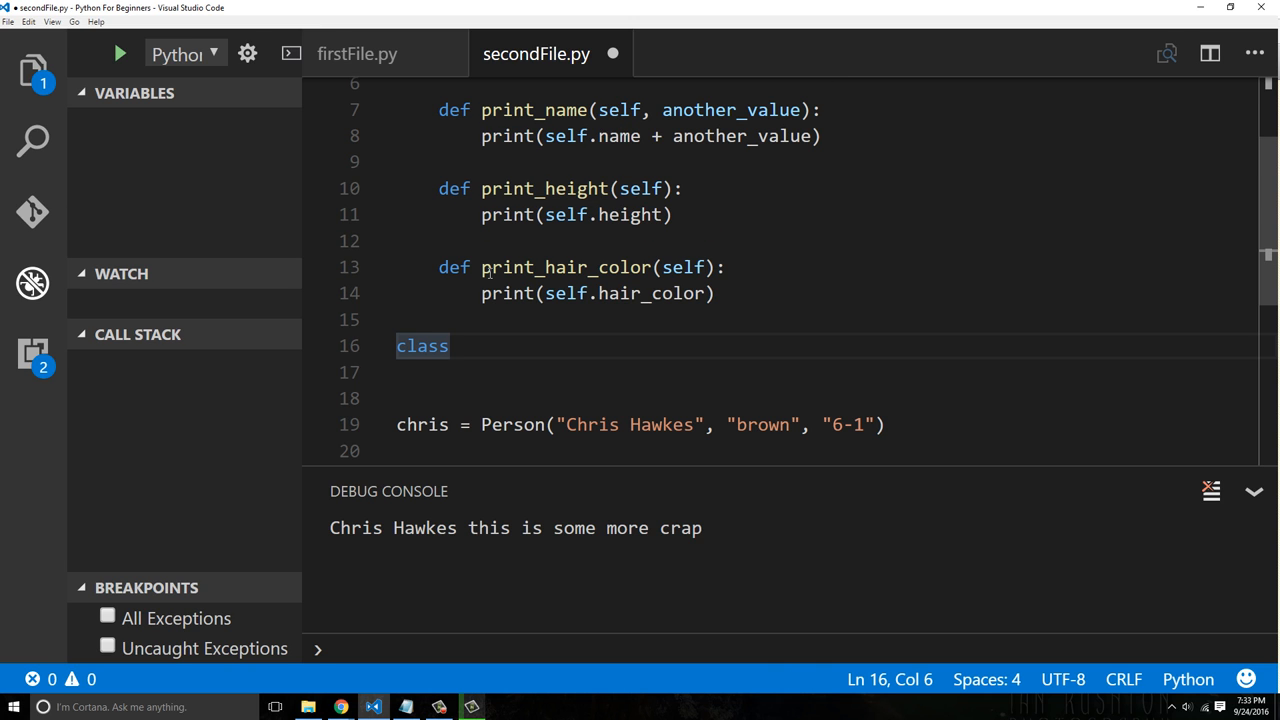 ● secondFile.py - Python For Beginners - Visual Studio Code
File Edit View Go Help
Python
firstFile.py
secondFile.py
1
VARIABLES
WATCH
CALL STACK
2
BREAKPOINTS
All Exceptions
Uncaught Exceptions
6
7 def print_name(self, another_value):
8 print(self.name + another_value)
9
10 def print_height(self):
11 print(self.height)
12
13 def print_hair_color(self):
14 print(self.hair_color)
15
16 class
17
18
19 chris = Person("Chris Hawkes", "brown", "6-1")
20
DEBUG CONSOLE
Chris Hawkes this is some more crap
0 0 Ln 16, Col 6 Spaces: 4 UTF-8 CRLF Python
I'm Cortana. Ask me anything.
7:33 PM
9/24/2016